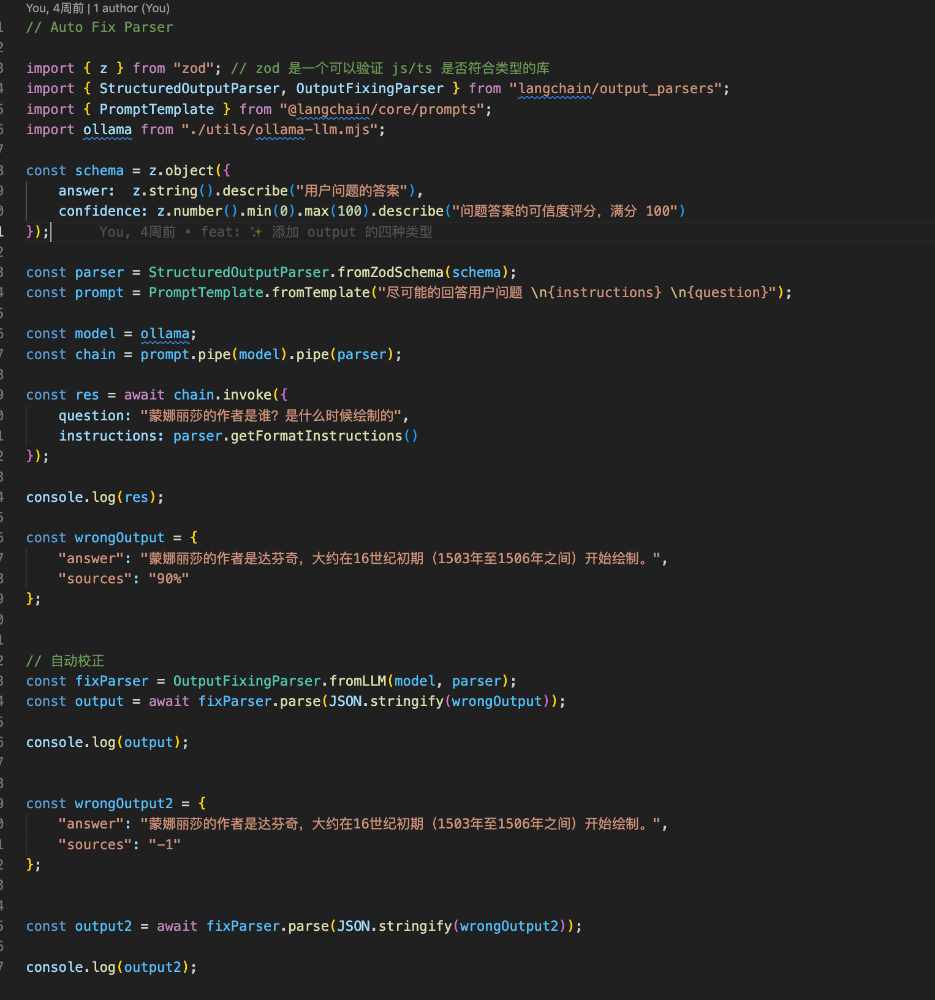 You, 4周前 | 1 author (You)
// Auto Fix Parser
import { z } from "zod"; // zod 是一个可以验证 js/ts 是否符合类型的库
import { StructuredOutputParser, OutputFixingParser } from "langchain/output_parsers";
import { PromptTemplate } from "@langchain/core/prompts";
import ollama from "./utils/ollama-llm.mjs";
const schema = z.object({
    answer:  z.string().describe("用户问题的答案"),
    confidence: z.number().min(0).max(100).describe("问题答案的可信度评分，满分 100")
});      You, 4周前 • feat: ✨ 添加 output 的四种类型
const parser = StructuredOutputParser.fromZodSchema(schema);
const prompt = PromptTemplate.fromTemplate("尽可能的回答用户问题 \n{instructions} \n{question}");
const model = ollama;
const chain = prompt.pipe(model).pipe(parser);
const res = await chain.invoke({
    question: "蒙娜丽莎的作者是谁？是什么时候绘制的",
    instructions: parser.getFormatInstructions()
});
console.log(res);
const wrongOutput = {
    "answer": "蒙娜丽莎的作者是达芬奇，大约在16世纪初期（1503年至1506年之间）开始绘制。",
    "sources": "90%"
};
// 自动校正
const fixParser = OutputFixingParser.fromLLM(model, parser);
const output = await fixParser.parse(JSON.stringify(wrongOutput));
console.log(output);
const wrongOutput2 = {
    "answer": "蒙娜丽莎的作者是达芬奇，大约在16世纪初期（1503年至1506年之间）开始绘制。",
    "sources": "-1"
};
const output2 = await fixParser.parse(JSON.stringify(wrongOutput2));
console.log(output2);